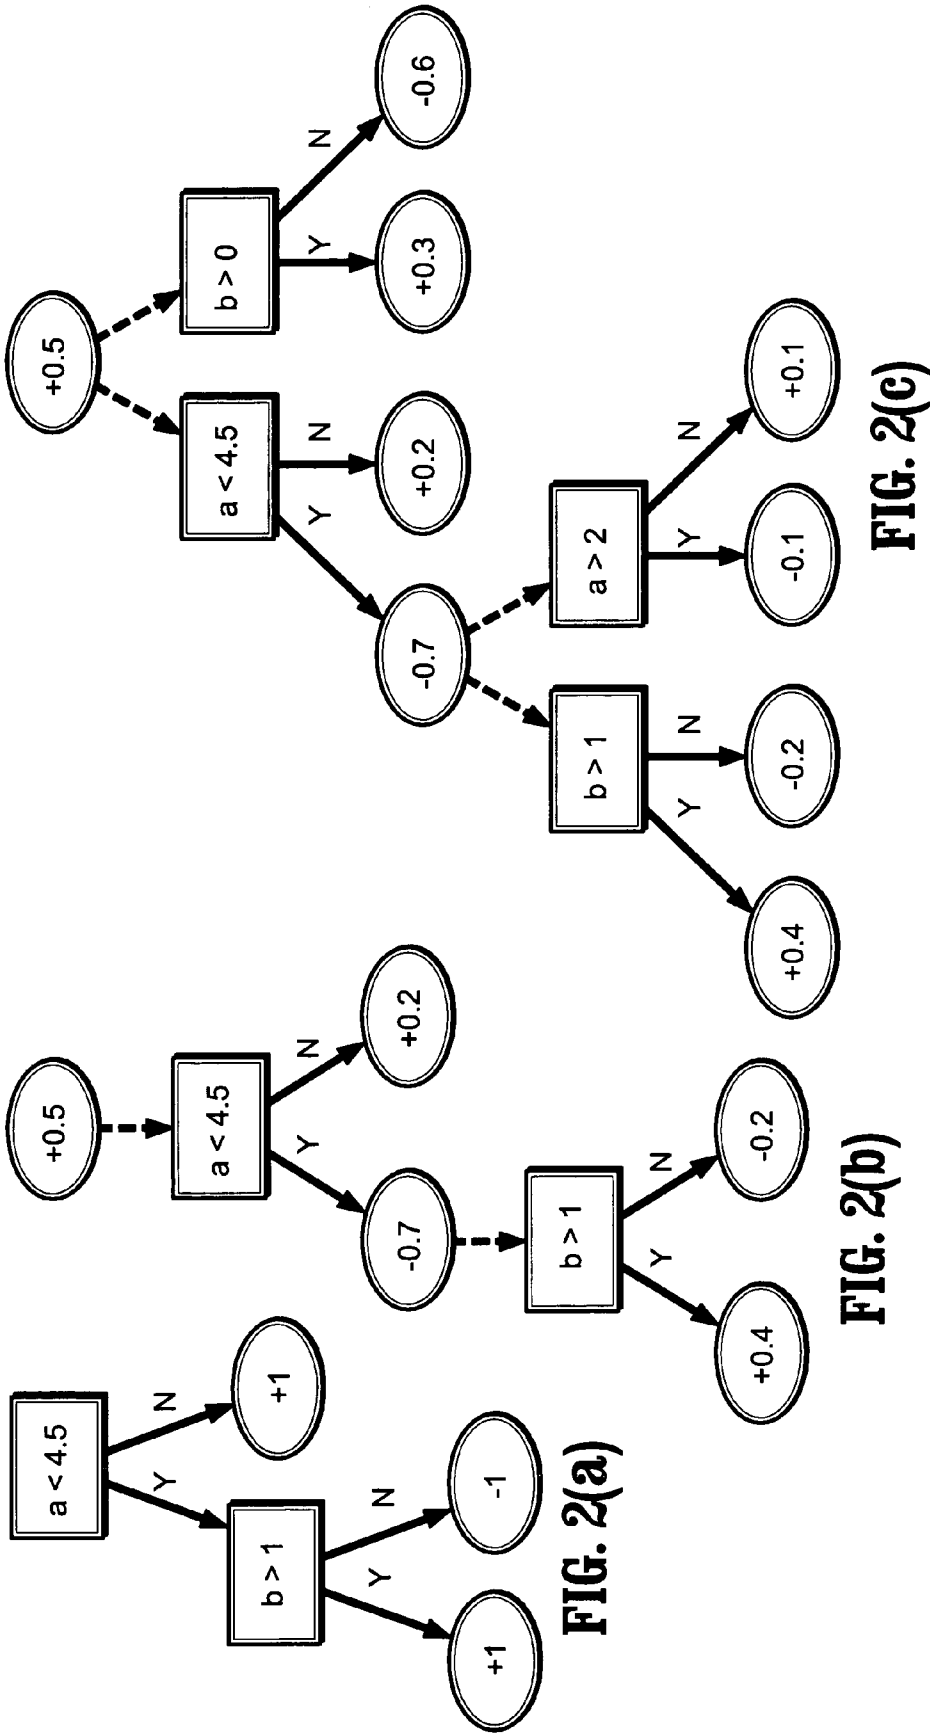 a < 4.5
Y
N
b > 1
+1
Y
N
+1
-1
FIG. 2(a)
+0.5
a < 4.5
Y
N
-0.7
+0.2
b > 1
Y
N
+0.4
-0.2
FIG. 2(b)
+0.5
a < 4.5
b > 0
Y
N
Y
N
-0.7
+0.2
+0.3
-0.6
b > 1
a > 2
Y
N
Y
N
+0.4
-0.2
-0.1
+0.1
FIG. 2(c)